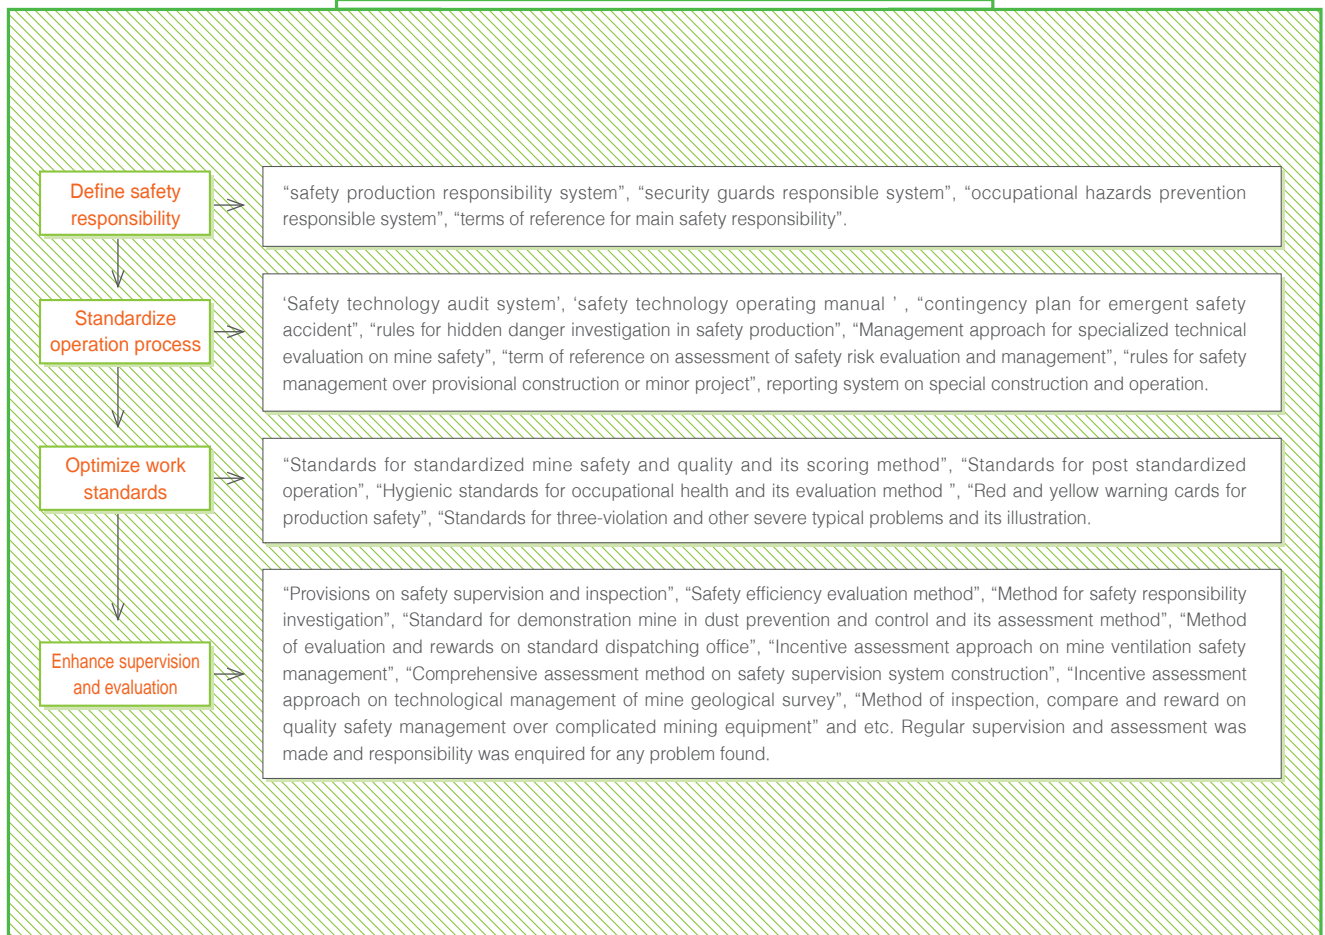 Define safety
responsibility
“safety production responsibility system”, “security guards responsible system”, “occupational hazards prevention
responsible system”, “terms of reference for main safety responsibility”.
Standardize
operation process
‘Safety technology audit system’, ‘safety technology operating manual ’ , “contingency plan for emergent safety
accident”, “rules for hidden danger investigation in safety production”, “Management approach for specialized technical
evaluation on mine safety”, “term of reference on assessment of safety risk evaluation and management”, “rules for safety
management over provisional construction or minor project”, reporting system on special construction and operation.
Optimize work
standards
“Standards for standardized mine safety and quality and its scoring method”, “Standards for post standardized
operation”, “Hygienic standards for occupational health and its evaluation method ”, “Red and yellow warning cards for
production safety”, “Standards for three-violation and other severe typical problems and its illustration.
Enhance supervision
and evaluation
“Provisions on safety supervision and inspection”, “Safety efficiency evaluation method”, “Method for safety responsibility
investigation”, “Standard for demonstration mine in dust prevention and control and its assessment method”, “Method
of evaluation and rewards on standard dispatching office”, “Incentive assessment approach on mine ventilation safety
management”, “Comprehensive assessment method on safety supervision system construction”, “Incentive assessment
approach on technological management of mine geological survey”, “Method of inspection, compare and reward on
quality safety management over complicated mining equipment” and etc. Regular supervision and assessment was
made and responsibility was enquired for any problem found.